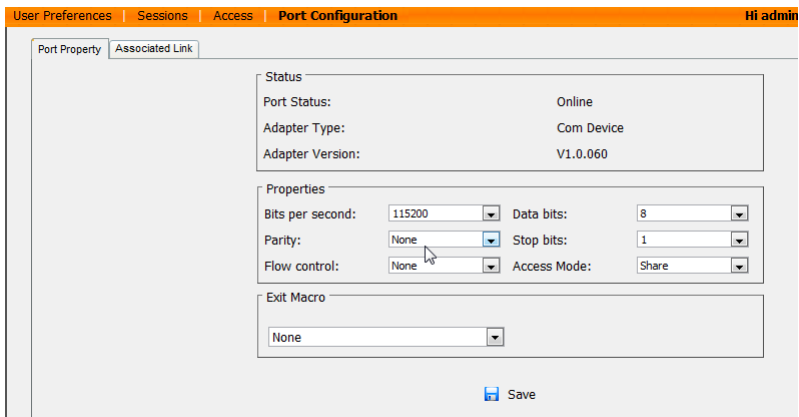 User Preferences | Sessions | Access | Port Configuration Hi admin
Port Property Associated Link
Status
Port Status: Online
Adapter Type: Com Device
Adapter Version: V1.0.060
Properties
Bits per second: 115200 Data bits: 8
Parity: None Stop bits: 1
Flow control: None Access Mode: Share
Exit Macro
None
Save